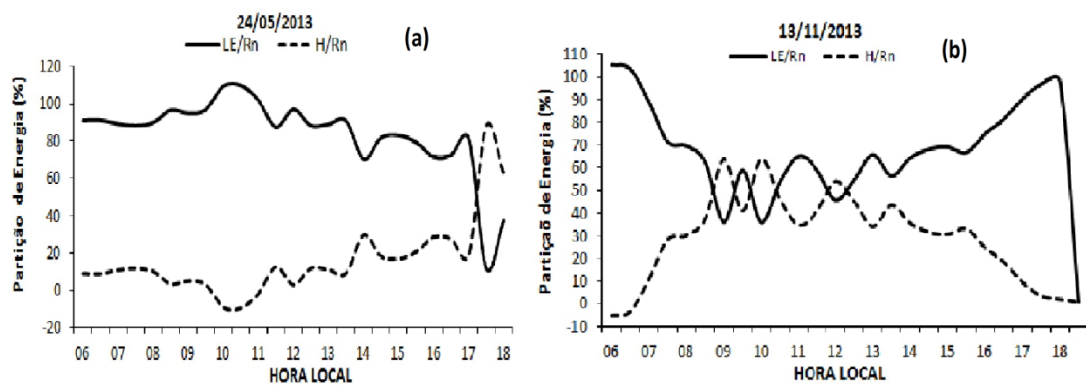 24/05/2013
LE/Rn H/Rn
(a)
Partição de Energia (%)
120
100
80
60
40
20
0
-20
06 07 08 09 10 11 12 13 14 15 16 17 18
HORA LOCAL
13/11/2013
LE/Rn H/Rn
(b)
Partiçaõ de Energia (%)
110
100
90
80
70
60
50
40
30
20
10
0
-10
06 07 08 09 10 11 12 13 14 15 16 17 18
HORA LOCAL